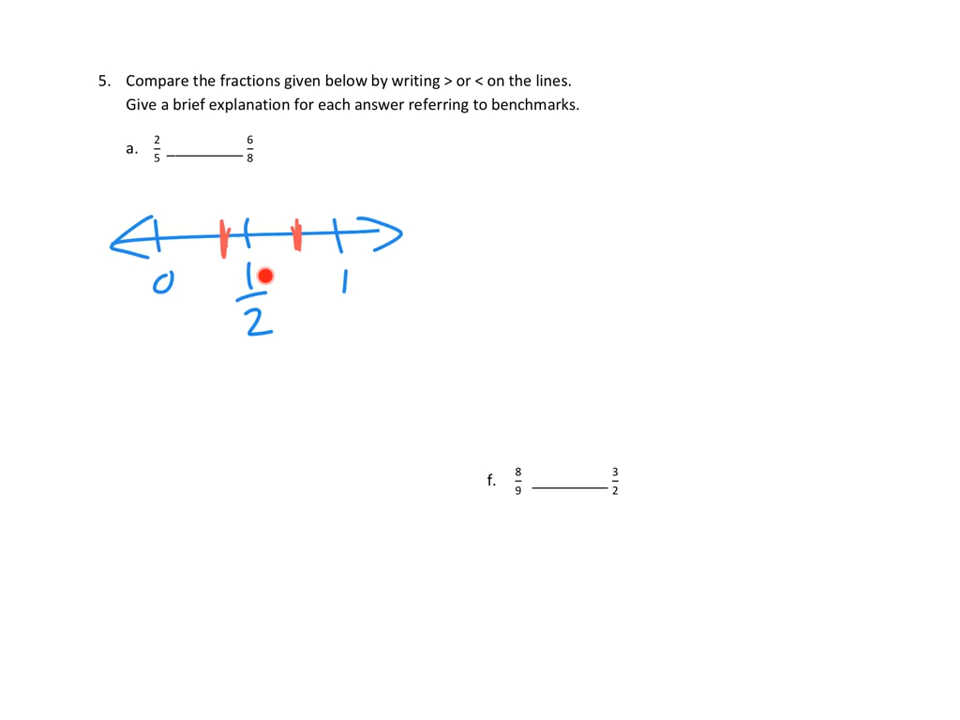 5. Compare the fractions given below by writing > or < on the lines.
Give a brief explanation for each answer referring to benchmarks.
a. 2/5 ________ 6/8
0 1/2 1
f. 8/9 ________ 3/2